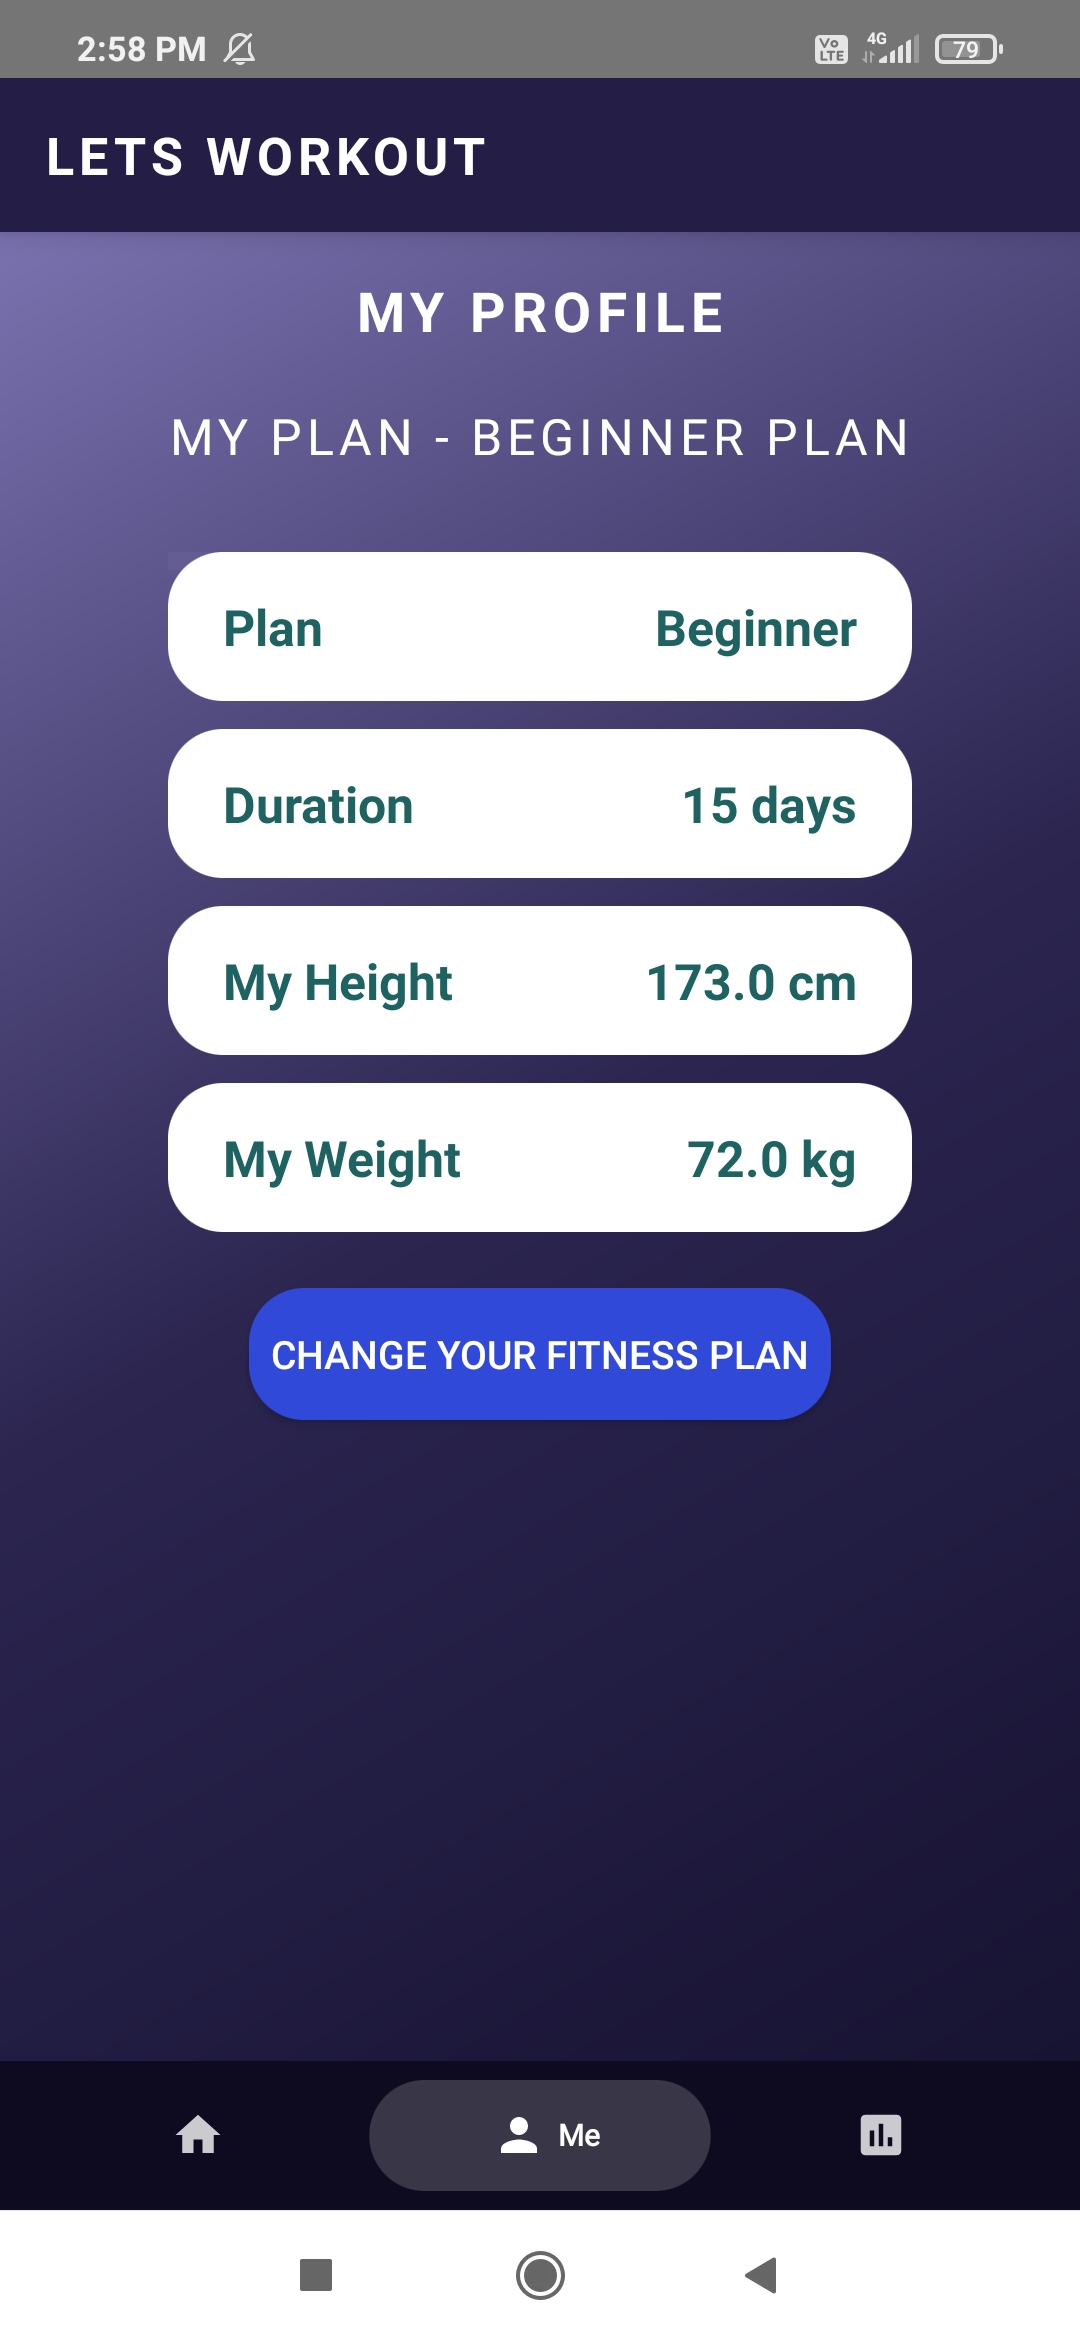 2:58 PM
Vo LTE 4G 79
LETS WORKOUT
MY PROFILE
MY PLAN - BEGINNER PLAN
Plan Beginner
Duration 15 days
My Height 173.0 cm
My Weight 72.0 kg
CHANGE YOUR FITNESS PLAN
Me